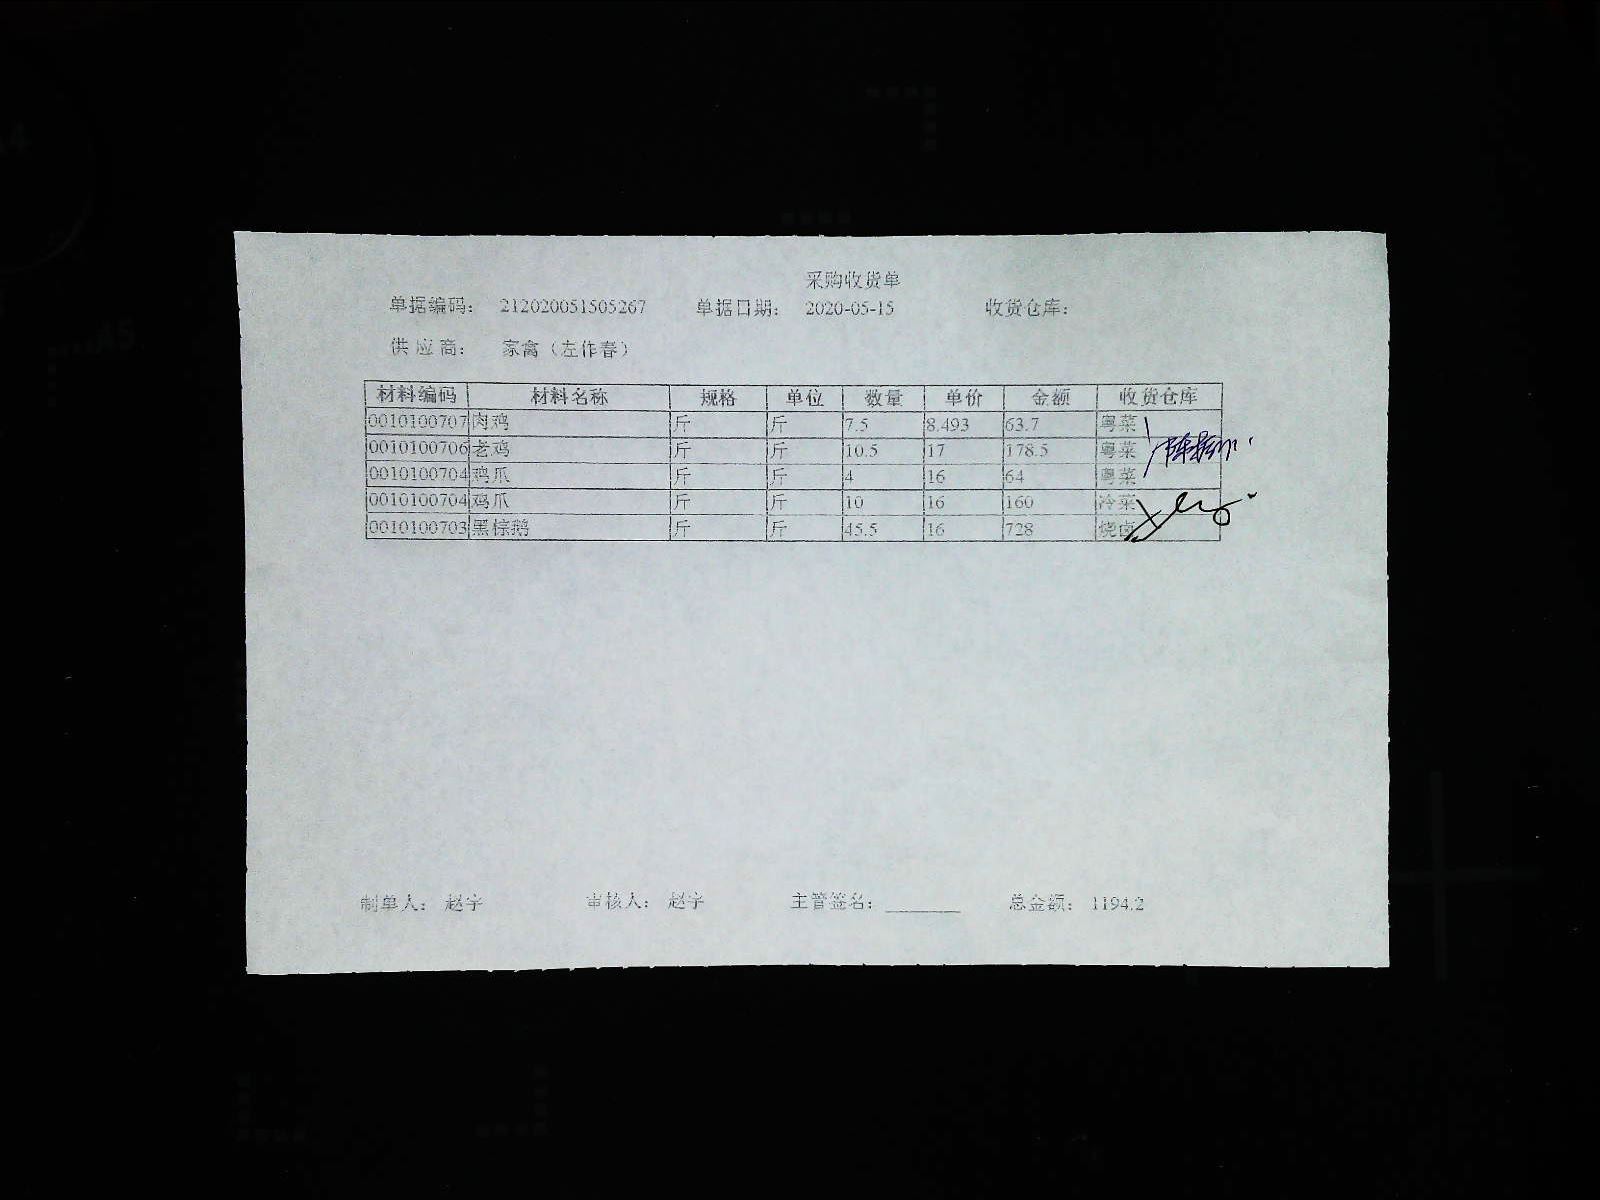 采购收货单
单据编码： 212020051505267 单据日期： 2020-05-15 收货仓库：
供应商： 家禽（左作春）
材料编码 材料名称 规格 单位 数量 单价 金额 收货仓库
0010100707 肉鸡 斤 斤 7.5 8.493 63.7 粤菜
0010100706 老鸡 斤 斤 10.5 17 178.5 粤菜
0010100704 鸡爪 斤 斤 4 16 64 粤菜
0010100704 鸡爪 斤 斤 10 16 160 冷菜
0010100703 黑棕鹅 斤 斤 45.5 16 728 烧卤
制单人： 赵宇 审核人： 赵宇 主管签名： 总金额： 1194.2